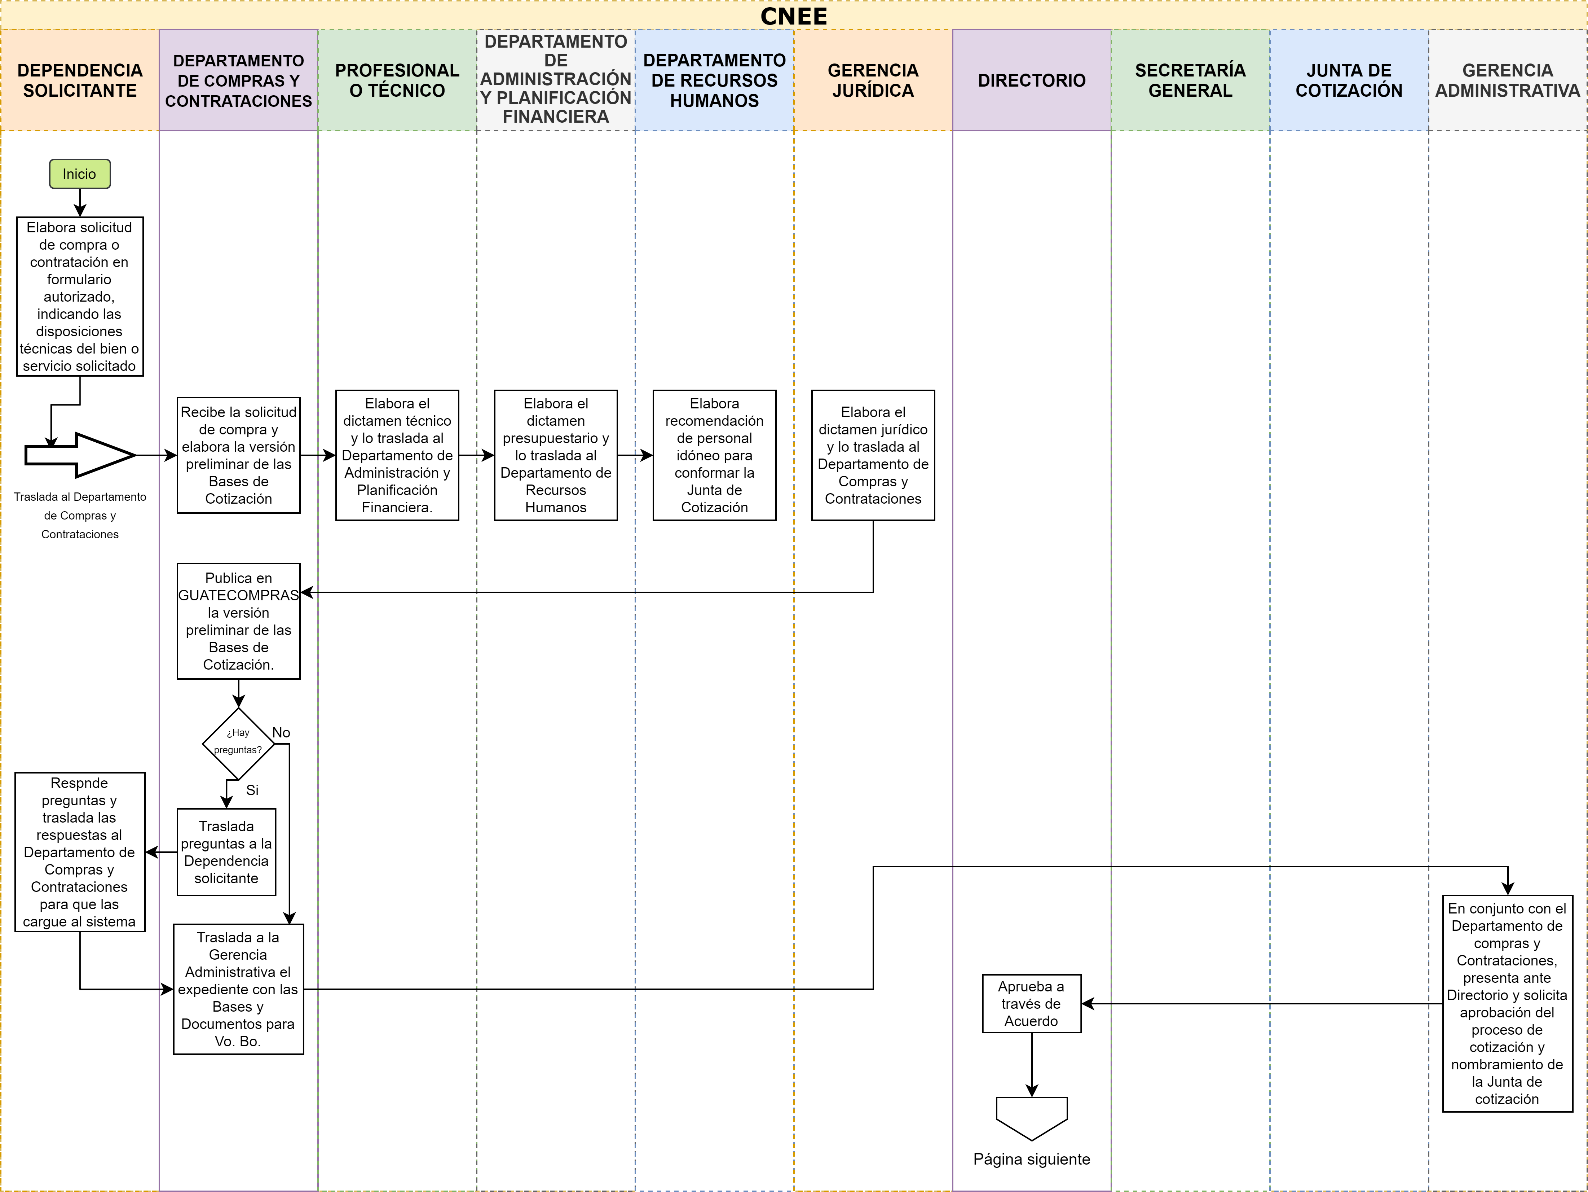 CNEE
DEPENDENCIA
SOLICITANTE
DEPARTAMENTO
DE COMPRAS Y
CONTRATACIONES
PROFESIONAL
O TÉCNICO
DEPARTAMENTO
DE
ADMINISTRACIÓN
Y PLANIFICACIÓN
FINANCIERA
DEPARTAMENTO
DE RECURSOS
HUMANOS
GERENCIA
JURÍDICA
DIRECTORIO
SECRETARÍA
GENERAL
JUNTA DE
COTIZACIÓN
GERENCIA
ADMINISTRATIVA
Inicio
Elabora solicitud
de compra o
contratación en
formulario
autorizado,
indicando las
disposiciones
técnicas del bien o
servicio solicitado
Traslada al Departamento
de Compras y
Contrataciones
Recibe la solicitud
de compra y
elabora la versión
preliminar de las
Bases de
Cotización
Elabora el
dictamen técnico
y lo traslada al
Departamento de
Administración y
Planificación
Financiera.
Elabora el
dictamen
presupuestario y
lo traslada al
Departamento de
Recursos
Humanos
Elabora
recomendación
de personal
idóneo para
conformar la
Junta de
Cotización
Elabora el
dictamen jurídico
y lo traslada al
Departamento de
Compras y
Contrataciones
Publica en
GUATECOMPRAS
la versión
preliminar de las
Bases de
Cotización.
¿Hay
preguntas?
No
Si
Traslada
preguntas a la
Dependencia
solicitante
Respnde
preguntas y
traslada las
respuestas al
Departamento de
Compras y
Contrataciones
para que las
cargue al sistema
Traslada a la
Gerencia
Administrativa el
expediente con las
Bases y
Documentos para
Vo. Bo.
En conjunto con el
Departamento de
compras y
Contrataciones,
presenta ante
Directorio y solicita
aprobación del
proceso de
cotización y
nombramiento de
la Junta de
cotización
Aprueba a
través de
Acuerdo
Página siguiente